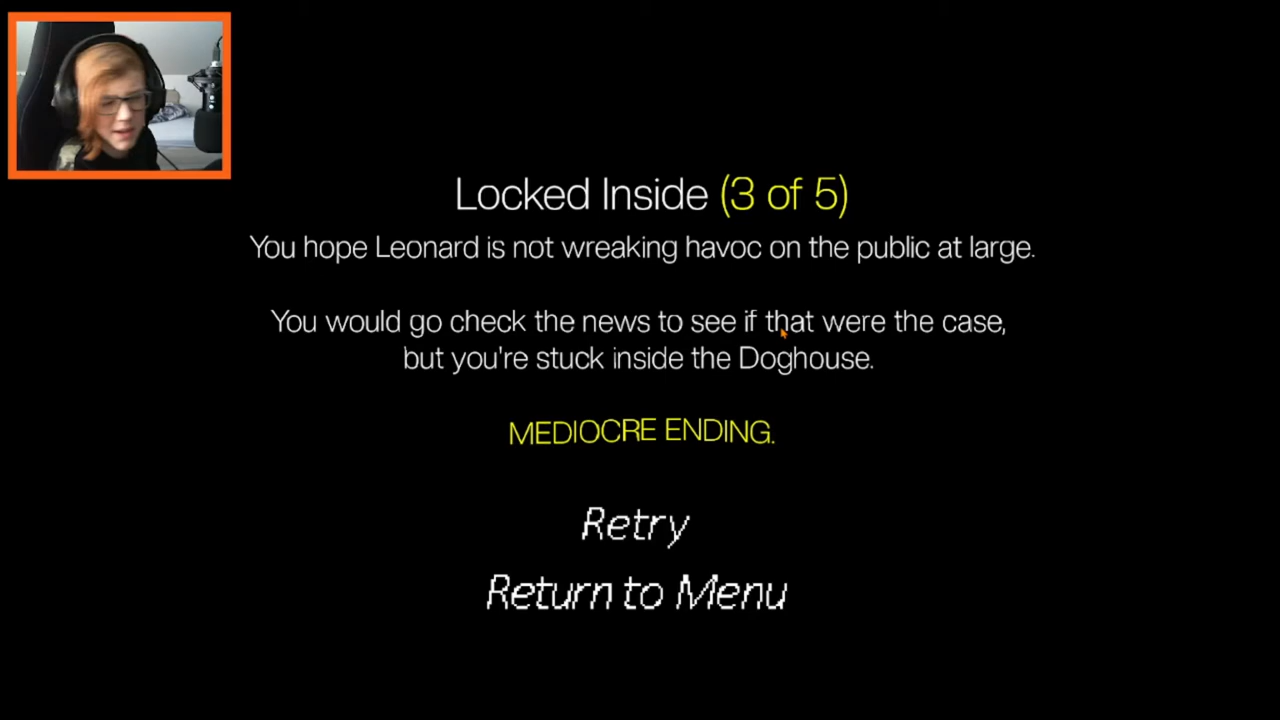 Locked Inside (3 of 5)
You hope Leonard is not wreaking havoc on the public at large.
You would go check the news to see if that were the case,
but you're stuck inside the Doghouse.
MEDIOCRE ENDING.
Retry
Return to Menu